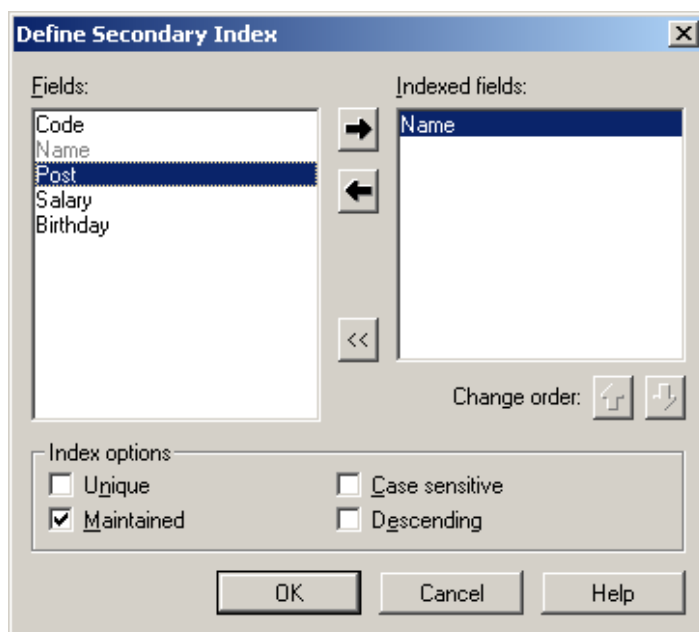 Define Secondary Index
Fields:
Code
Name
Post
Salary
Birthday
<<
Indexed fields:
Name
Change order:
Index options
Unique
Case sensitive
Maintained
Descending
OK
Cancel
Help